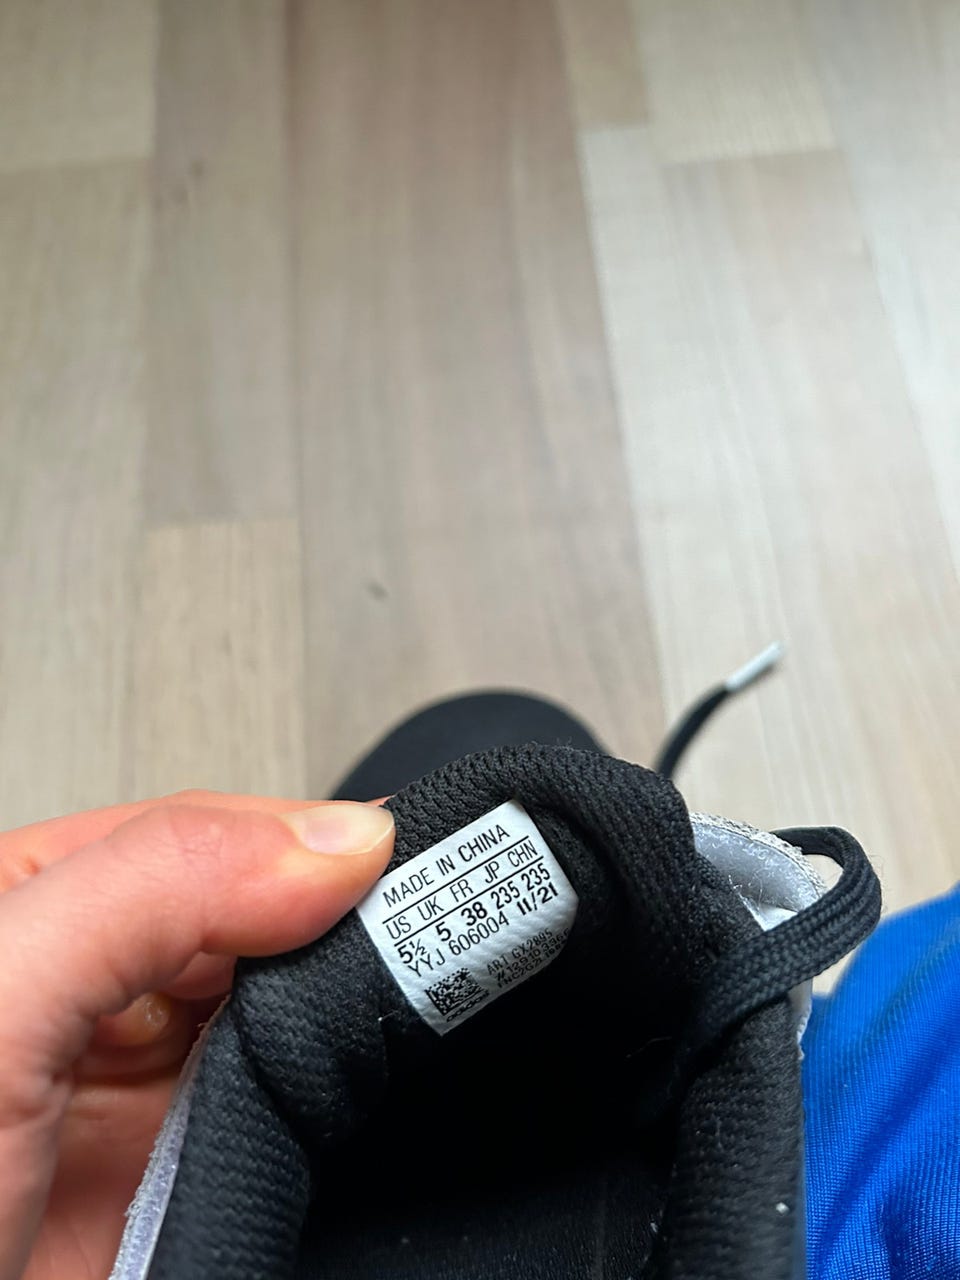 MADE IN CHINA
US UK FR JP CHN
5½ 5 38 235 235
YYJ 606004 11/21
ART GX2895
adidas